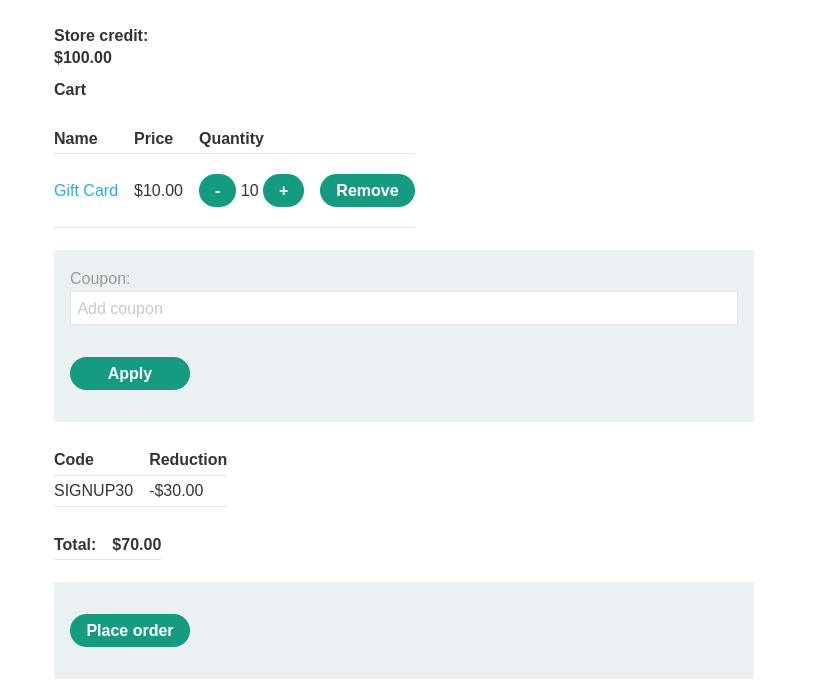 Store credit:
$100.00
Cart
Name Price Quantity
Gift Card $10.00 - 10 + Remove
Coupon:
Add coupon
Apply
Code Reduction
SIGNUP30 -$30.00
Total: $70.00
Place order